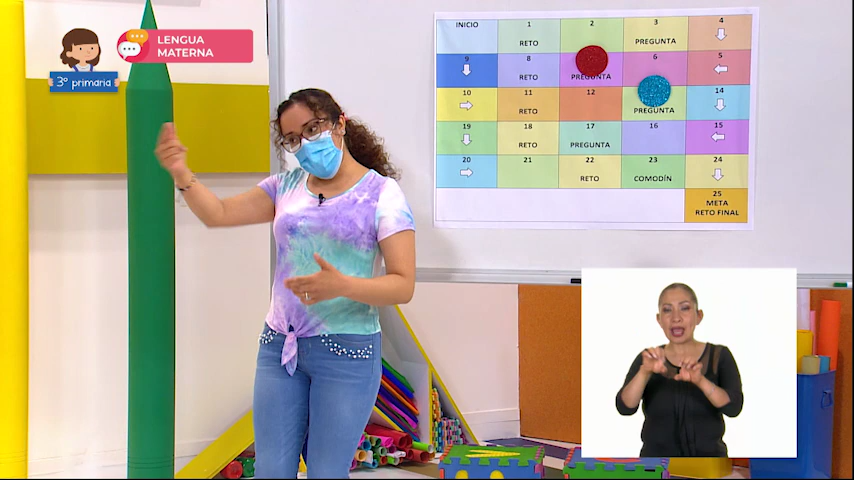 LENGUA
MATERNA
3° primaria
INICIO 1 2 3 4
RETO PREGUNTA
9 8 6 5
RETO PREGUNTA
10 11 12 14
RETO PREGUNTA
19 18 17 16 15
RETO PREGUNTA
20 21 22 23 24
RETO COMODÍN
25
META
RETO FINAL